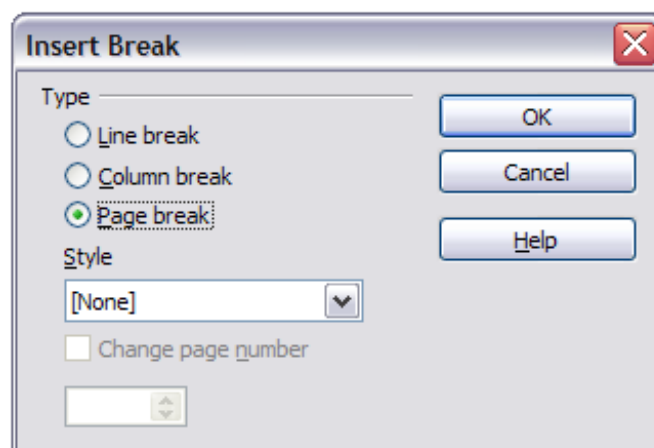 Insert Break
Type
OK
Line break
Column break
Cancel
Page break
Help
Style
[None]
Change page number